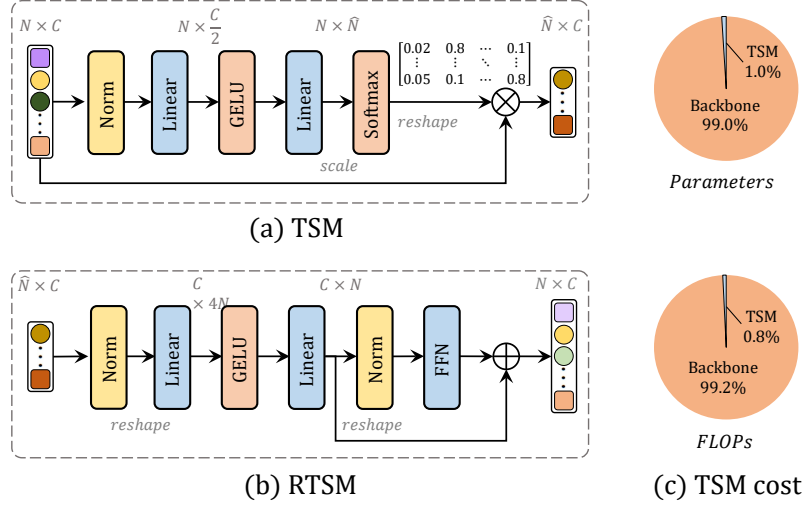 N × C
N × C/2
N × N̂
N̂ × C
Norm
Linear
GELU
Linear
Softmax
[0.02 0.8 ⋯ 0.1
⋮ ⋮ ⋱ ⋮
0.05 0.1 ⋯ 0.8]
reshape
scale
(a) TSM
TSM
1.0%
Backbone
99.0%
Parameters
N̂ × C
C
× 4N
C × N
N × C
Norm
Linear
GELU
Linear
Norm
FFN
reshape
reshape
(b) RTSM
TSM
0.8%
Backbone
99.2%
FLOPs
(c) TSM cost